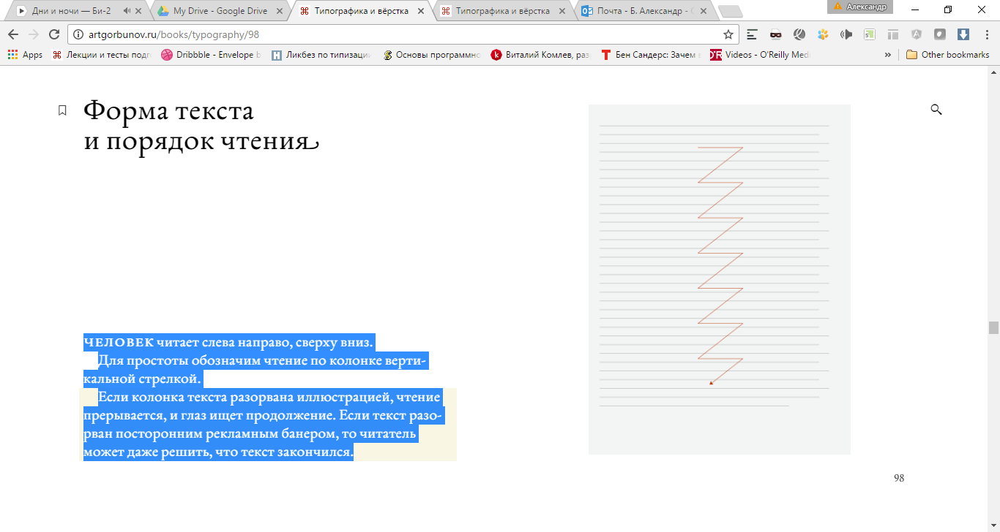 Дни и ночи — Би-2
My Drive - Google Drive
Типографика и вёрстка
Типографика и вёрстка
Почта - Б. Александр -
Александр
artgorbunov.ru/books/typography/98
Apps
Лекции и тесты подг
Dribbble - Envelope b
Ликбез по типизаци
Основы программно
Виталий Комлев, раз
Бен Сандерс: Зачем
Videos - O'Reilly Med
»
Other bookmarks
Форма текста
и порядок чтения
ЧЕЛОВЕК читает слева направо, сверху вниз.
Для простоты обозначим чтение по колонке верти-
кальной стрелкой.
Если колонка текста разорвана иллюстрацией, чтение
прерывается, и глаз ищет продолжение. Если текст разо-
рван посторонним рекламным банером, то читатель
может даже решить, что текст закончился.
98